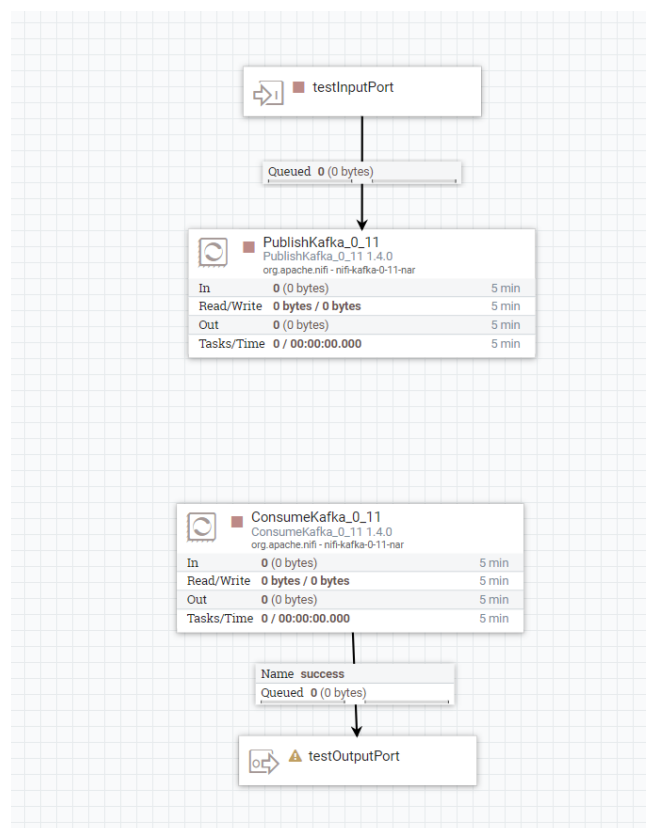 testInputPort
Queued 0 (0 bytes)
PublishKafka_0_11
PublishKafka_0_11 1.4.0
org.apache.nifi - nifi-kafka-0-11-nar
In 0 (0 bytes) 5 min
Read/Write 0 bytes / 0 bytes 5 min
Out 0 (0 bytes) 5 min
Tasks/Time 0 / 00:00:00.000 5 min
ConsumeKafka_0_11
ConsumeKafka_0_11 1.4.0
org.apache.nifi - nifi-kafka-0-11-nar
In 0 (0 bytes) 5 min
Read/Write 0 bytes / 0 bytes 5 min
Out 0 (0 bytes) 5 min
Tasks/Time 0 / 00:00:00.000 5 min
Name success
Queued 0 (0 bytes)
testOutputPort